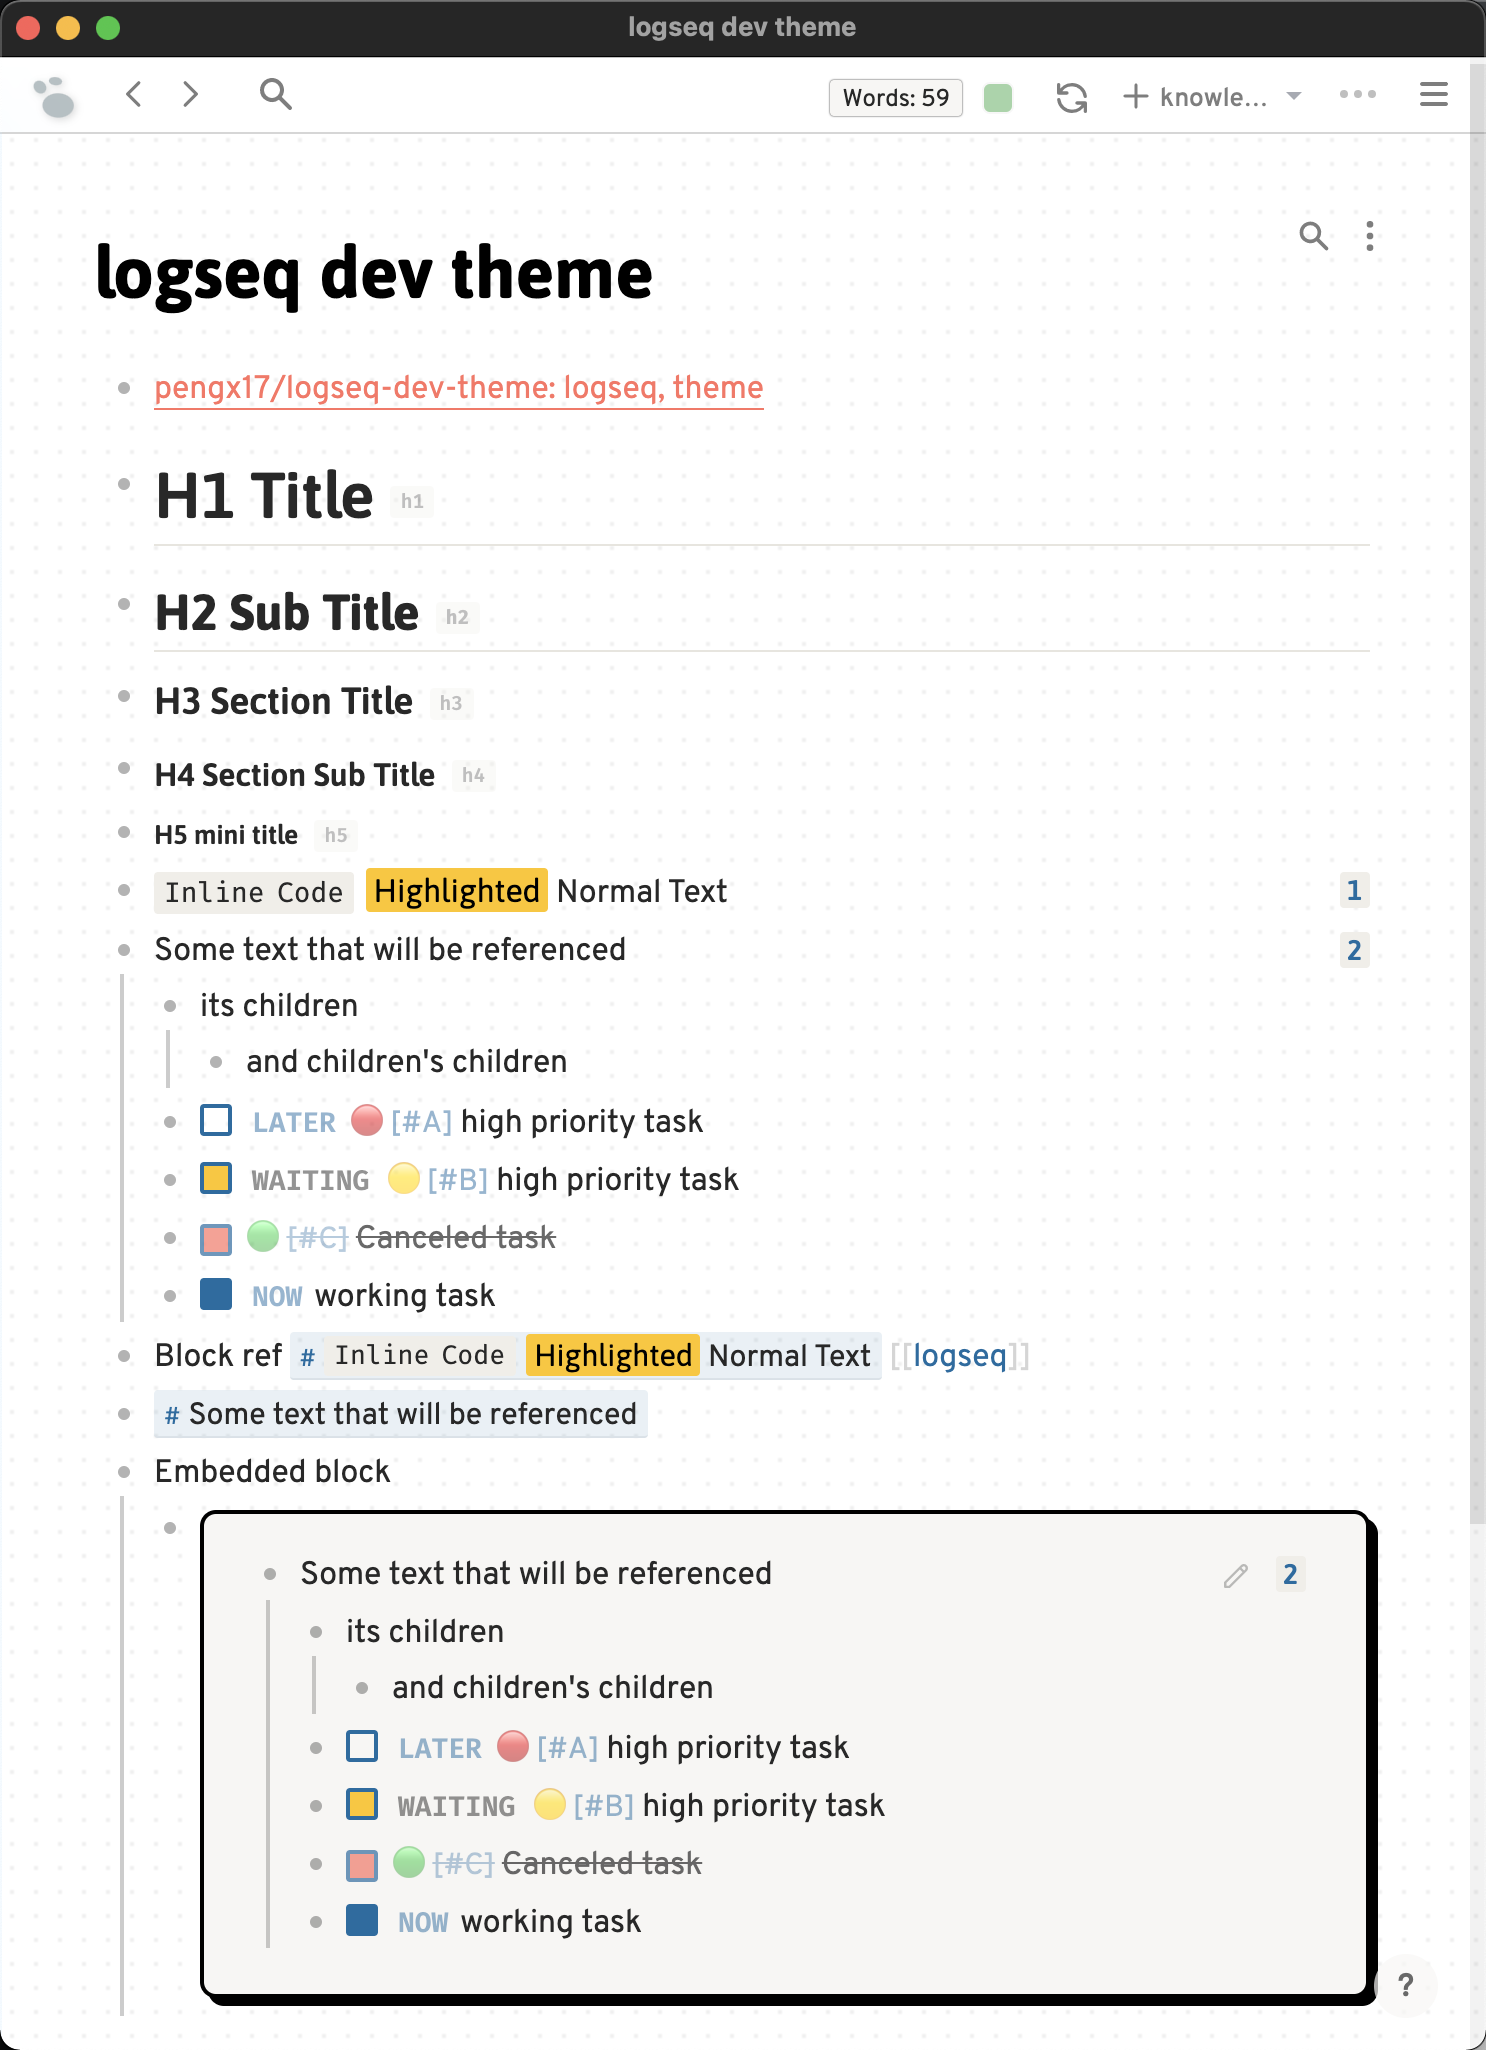 logseq dev theme
Words: 59
knowle...
logseq dev theme
pengx17/logseq-dev-theme: logseq, theme
H1 Title h1
H2 Sub Title h2
H3 Section Title h3
H4 Section Sub Title h4
H5 mini title h5
Inline Code Highlighted Normal Text 1
Some text that will be referenced 2
its children
and children's children
LATER [#A] high priority task
WAITING [#B] high priority task
[#C] Canceled task
NOW working task
Block ref # Inline Code Highlighted Normal Text [[logseq]]
# Some text that will be referenced
Embedded block
Some text that will be referenced 2
its children
and children's children
LATER [#A] high priority task
WAITING [#B] high priority task
[#C] Canceled task
NOW working task
?